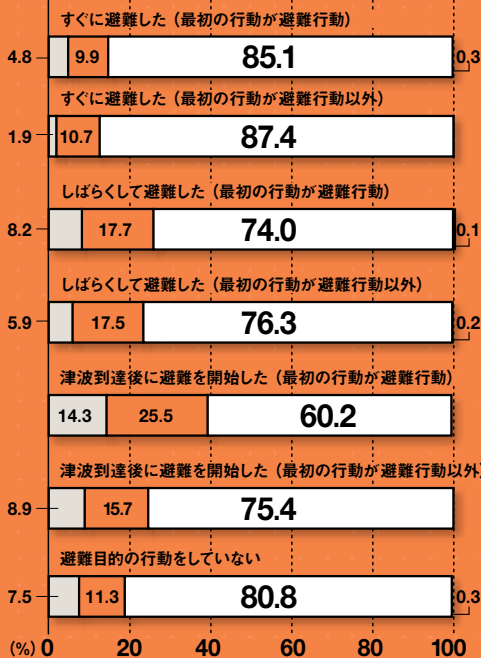 すぐに避難した（最初の行動が避難行動）
4.8 9.9 85.1 0.3
すぐに避難した（最初の行動が避難行動以外）
1.9 10.7 87.4
しばらくして避難した（最初の行動が避難行動）
8.2 17.7 74.0 0.1
しばらくして避難した（最初の行動が避難行動以外）
5.9 17.5 76.3 0.2
津波到達後に避難を開始した（最初の行動が避難行動）
14.3 25.5 60.2
津波到達後に避難を開始した（最初の行動が避難行動以外）
8.9 15.7 75.4
避難目的の行動をしていない
7.5 11.3 80.8 0.3
(%) 0 20 40 60 80 100